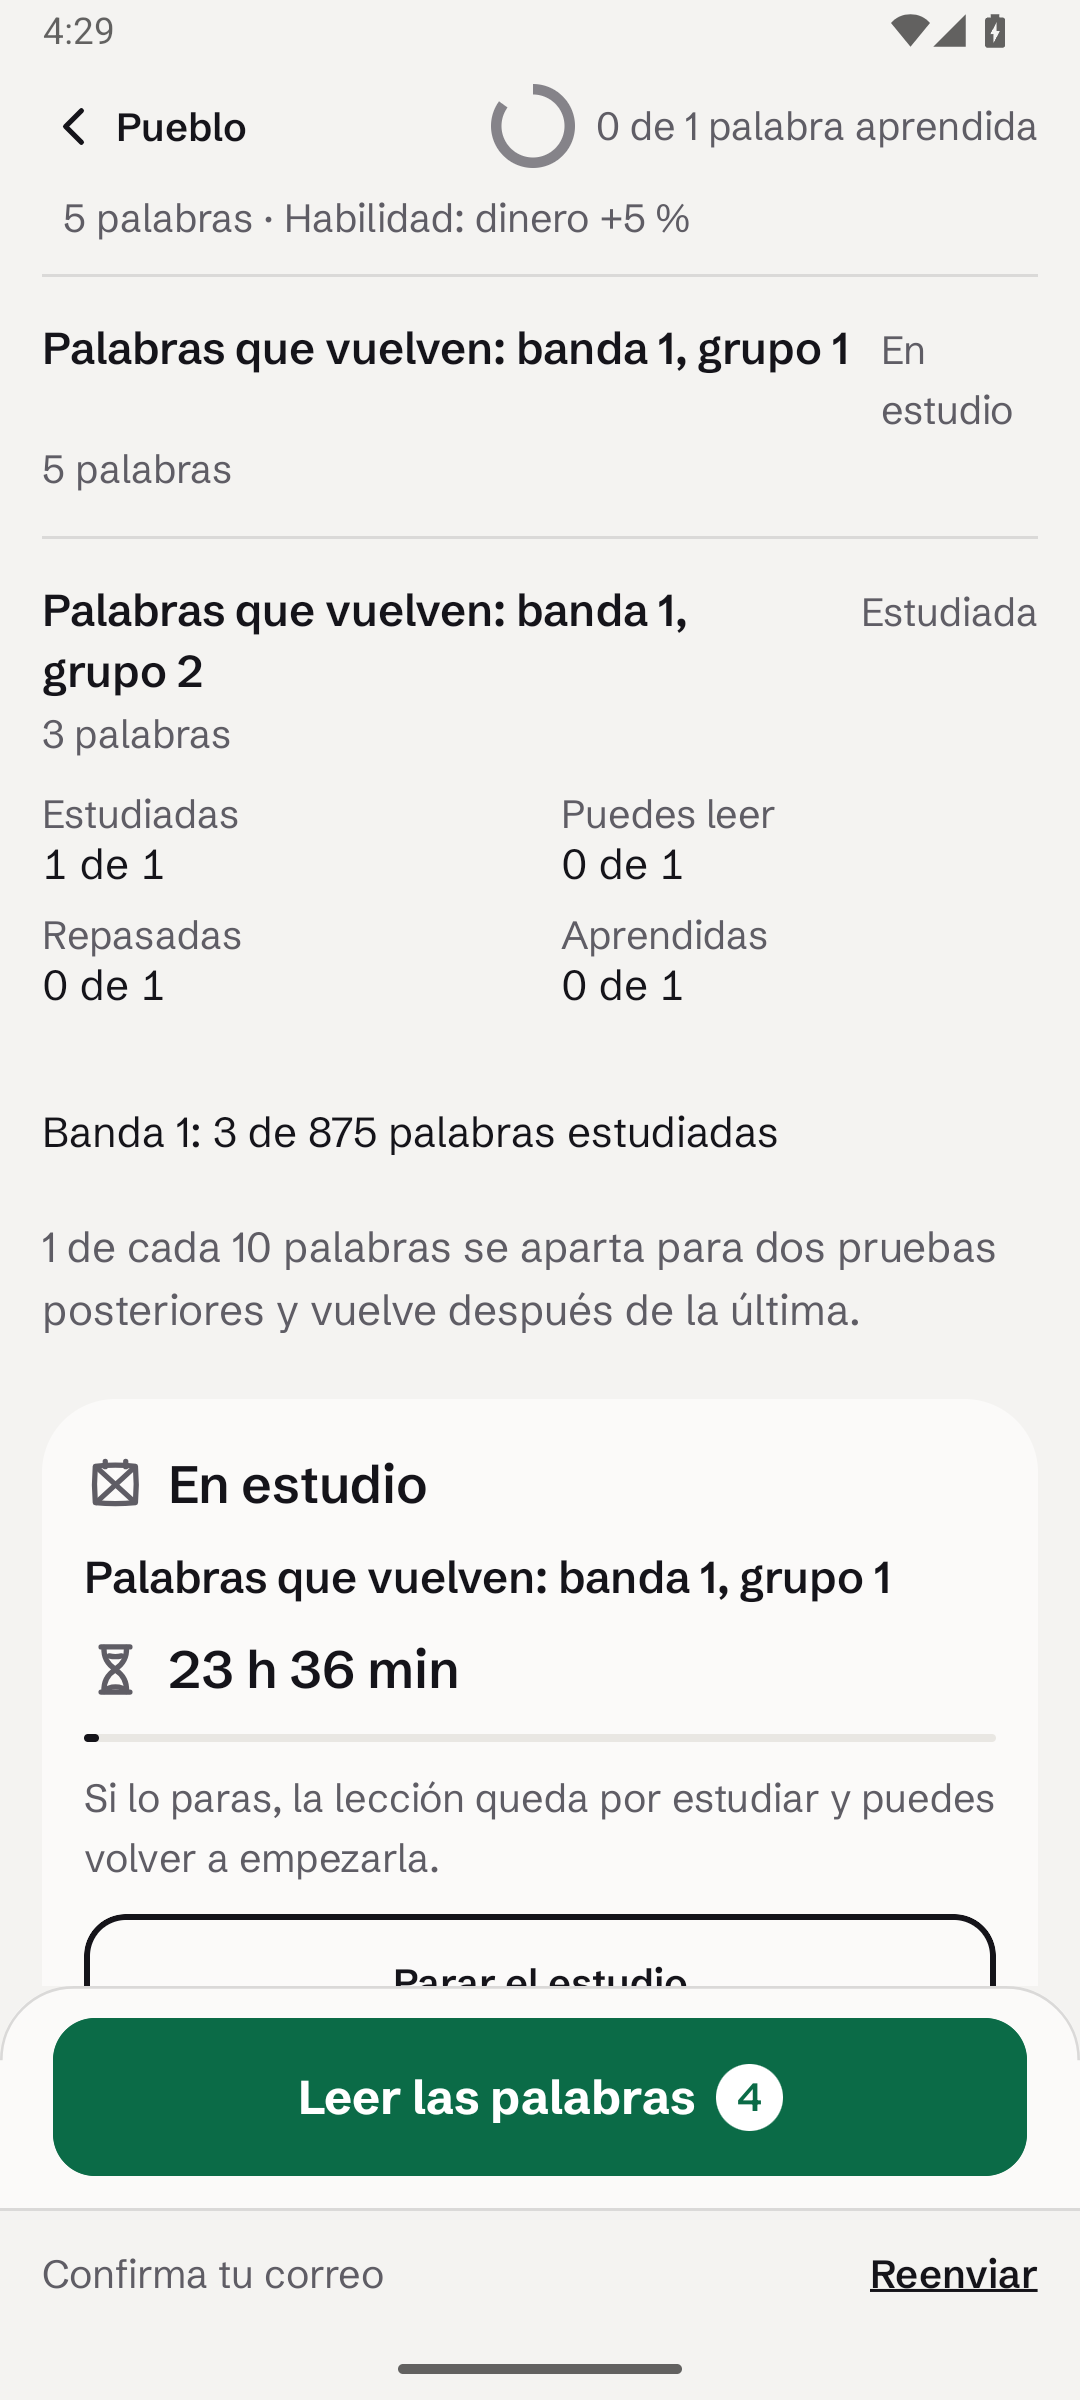 4:29
Pueblo
0 de 1 palabra aprendida
5 palabras · Habilidad: dinero +5 %
Palabras que vuelven: banda 1, grupo 1
En
estudio
5 palabras
Palabras que vuelven: banda 1,
grupo 2
Estudiada
3 palabras
Estudiadas
1 de 1
Puedes leer
0 de 1
Repasadas
0 de 1
Aprendidas
0 de 1
Banda 1: 3 de 875 palabras estudiadas
1 de cada 10 palabras se aparta para dos pruebas
posteriores y vuelve después de la última.
En estudio
Palabras que vuelven: banda 1, grupo 1
23 h 36 min
Si lo paras, la lección queda por estudiar y puedes
volver a empezarla.
Parar el estudio
Leer las palabras 4
Confirma tu correo
Reenviar